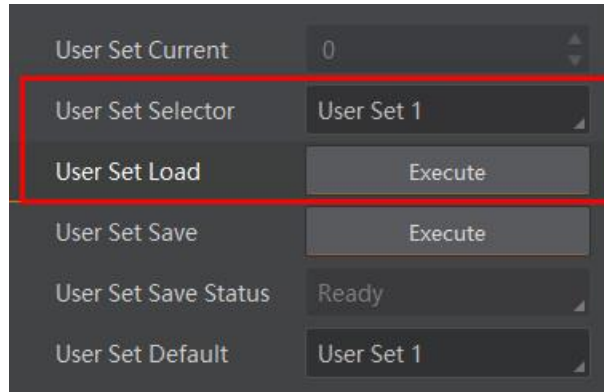 User Set Current 0
User Set Selector User Set 1
User Set Load Execute
User Set Save Execute
User Set Save Status Ready
User Set Default User Set 1